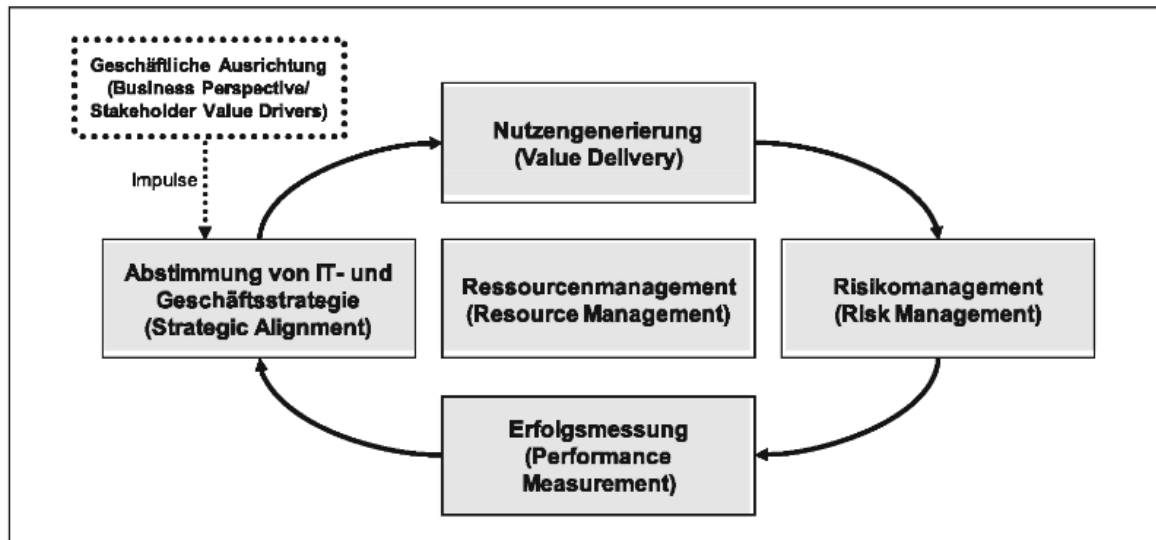 Geschäftliche Ausrichtung
(Business Perspective/
Stakeholder Value Drivers)
Impulse
Nutzengenerierung
(Value Delivery)
Abstimmung von IT- und
Geschäftsstrategie
(Strategic Alignment)
Ressourcenmanagement
(Resource Management)
Risikomanagement
(Risk Management)
Erfolgsmessung
(Performance
Measurement)